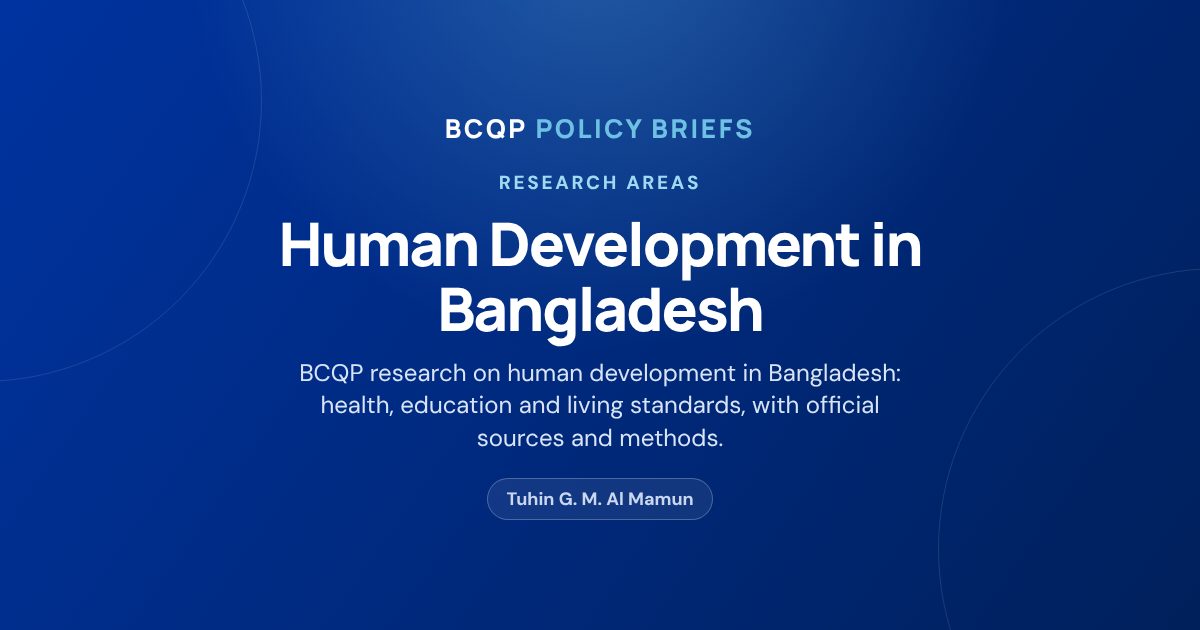 BCQP POLICY BRIEFS
RESEARCH AREAS
Human Development in
Bangladesh
BCQP research on human development in Bangladesh:
health, education and living standards, with official
sources and methods.
Tuhin G. M. Al Mamun